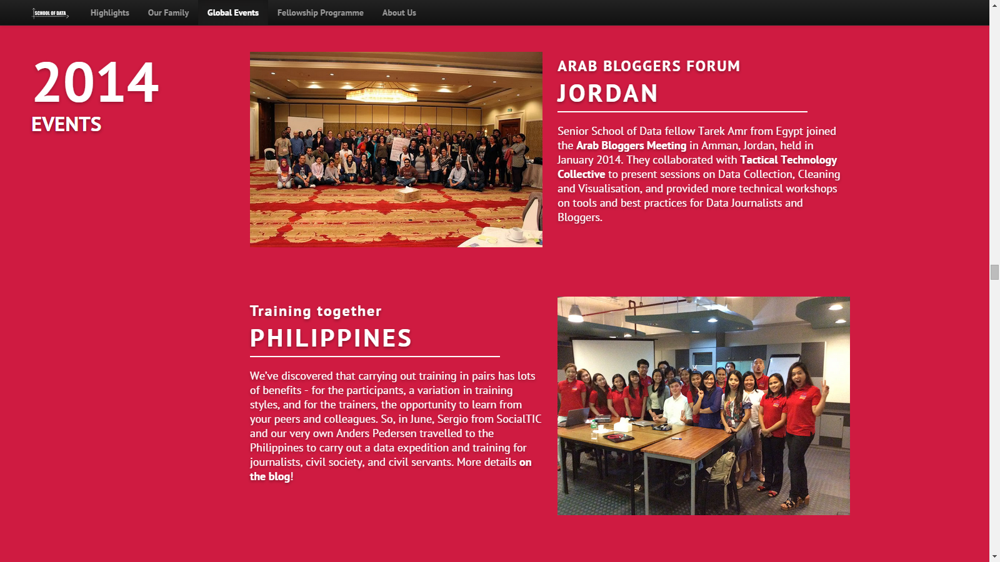 SCHOOL OF DATA
Highlights
Our Family
Global Events
Fellowship Programme
About Us
2014
EVENTS
ARAB BLOGGERS FORUM
JORDAN
Senior School of Data fellow Tarek Amr from Egypt joined
the Arab Bloggers Meeting in Amman, Jordan, held in
January 2014. They collaborated with Tactical Technology
Collective to present sessions on Data Collection, Cleaning
and Visualisation, and provided more technical workshops
on tools and best practices for Data Journalists and
Bloggers.
Training together
PHILIPPINES
We've discovered that carrying out training in pairs has lots
of benefits - for the participants, a variation in training
styles, and for the trainers, the opportunity to learn from
your peers and colleagues. So, in June, Sergio from SocialTIC
and our very own Anders Pedersen travelled to the
Philippines to carry out a data expedition and training for
journalists, civil society, and civil servants. More details on
the blog!